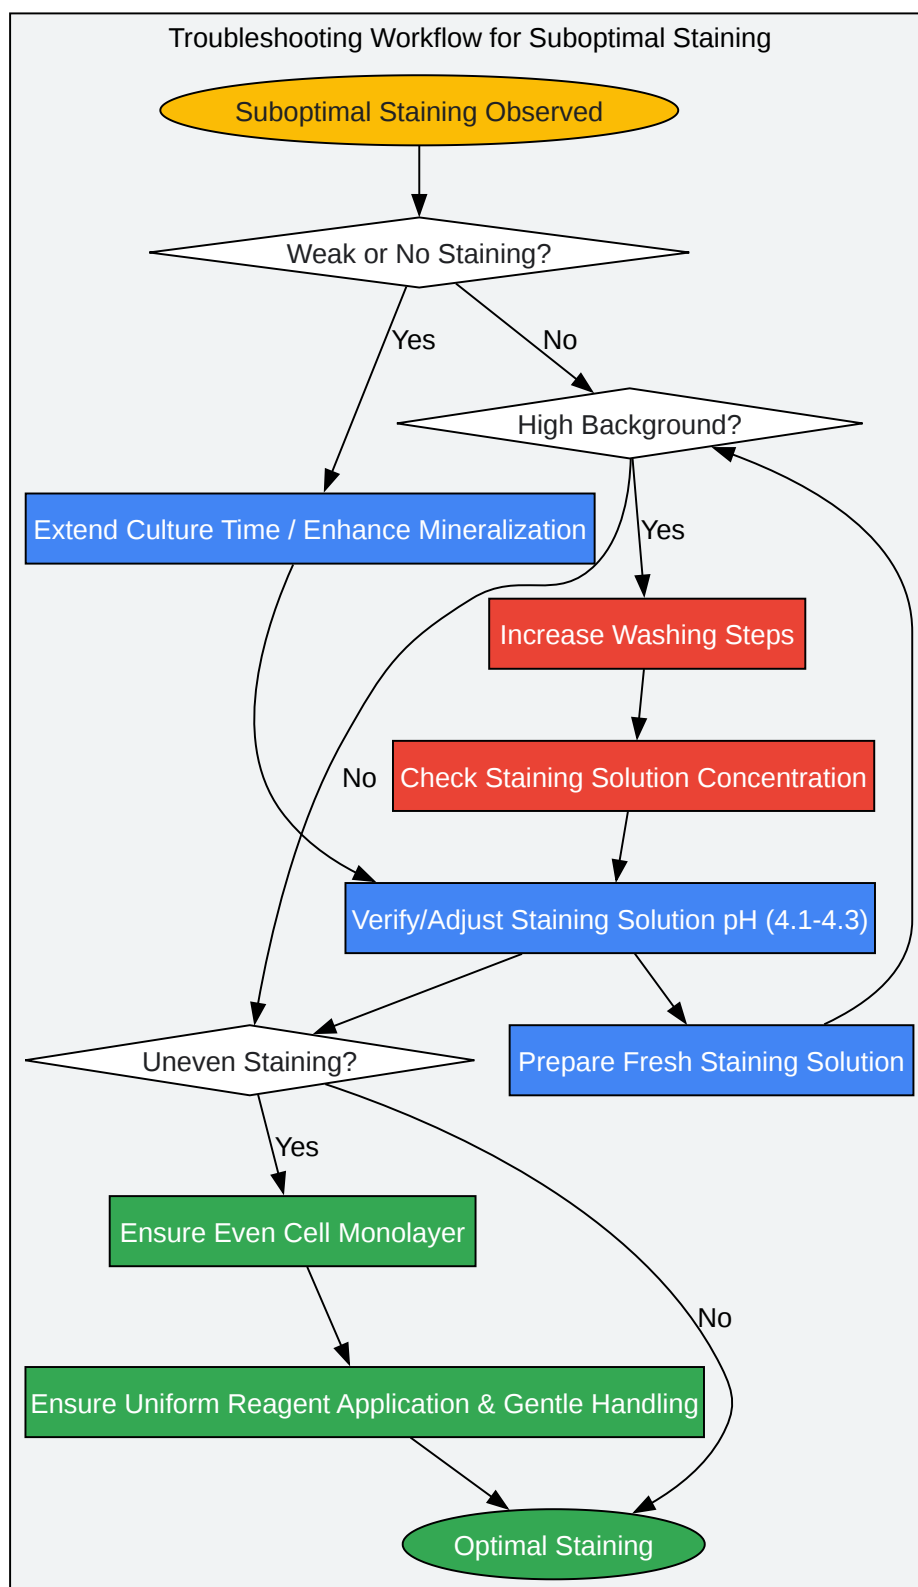 Troubleshooting Workflow for Suboptimal Staining
Suboptimal Staining Observed
Weak or No Staining?
Yes
No
High Background?
Extend Culture Time / Enhance Mineralization
Yes
Increase Washing Steps
No
Check Staining Solution Concentration
Verify/Adjust Staining Solution pH (4.1-4.3)
Uneven Staining?
Prepare Fresh Staining Solution
Yes
Ensure Even Cell Monolayer
No
Ensure Uniform Reagent Application & Gentle Handling
Optimal Staining